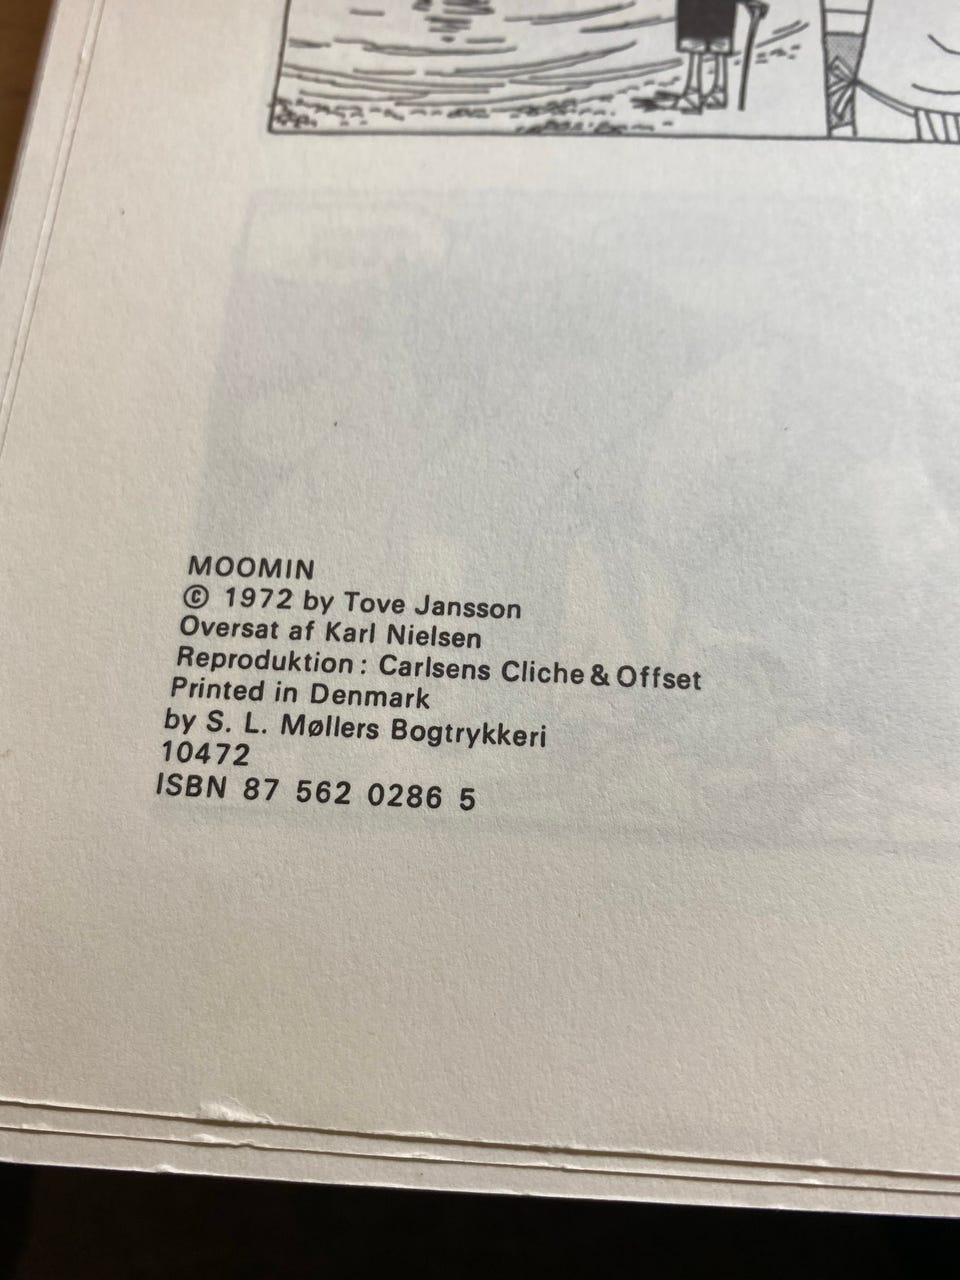 MOOMIN
© 1972 by Tove Jansson
Oversat af Karl Nielsen
Reproduktion: Carlsens Cliche & Offset
Printed in Denmark
by S. L. Møllers Bogtrykkeri
10472
ISBN 87 562 0286 5